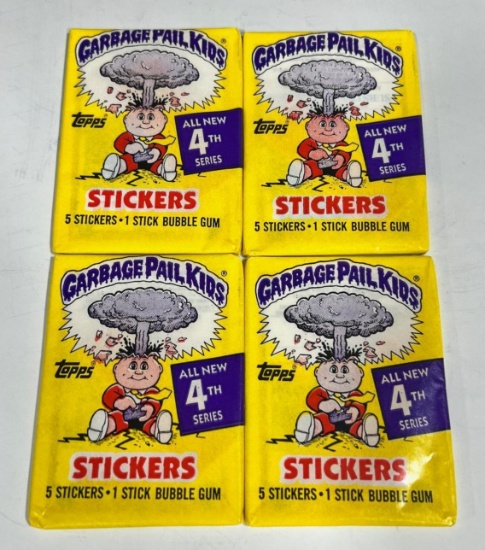 GARBAGE PAIL KIDS®
Topps
ALL NEW
4TH
SERIES
STICKERS
5 STICKERS • 1 STICK BUBBLE GUM
GARBAGE PAIL KIDS®
Topps
ALL NEW
4TH
SERIES
STICKERS
5 STICKERS • 1 STICK BUBBLE GUM
GARBAGE PAIL KIDS®
Topps
ALL NEW
4TH
SERIES
STICKERS
5 STICKERS • 1 STICK BUBBLE GUM
GARBAGE PAIL KIDS®
Topps
ALL NEW
4TH
SERIES
STICKERS
5 STICKERS • 1 STICK BUBBLE GUM